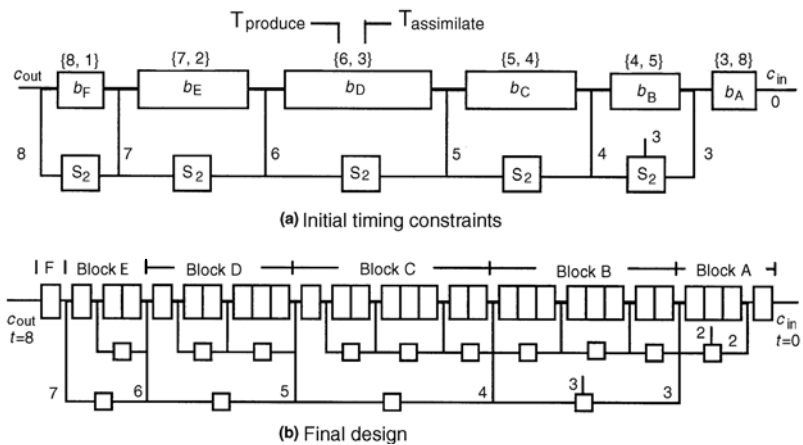 T produce T assimilate
{8, 1} {7, 2} {6, 3} {5, 4} {4, 5} {3, 8}
c out b F b E b D b C b B b A c in
0
8 7 6 5 4 3 3
S 2 S 2 S 2 S 2 S 2
(a) Initial timing constraints
F Block E Block D Block C Block B Block A
c out c in
t=8 t=0
2 2
7 6 5 4 3 3
(b) Final design